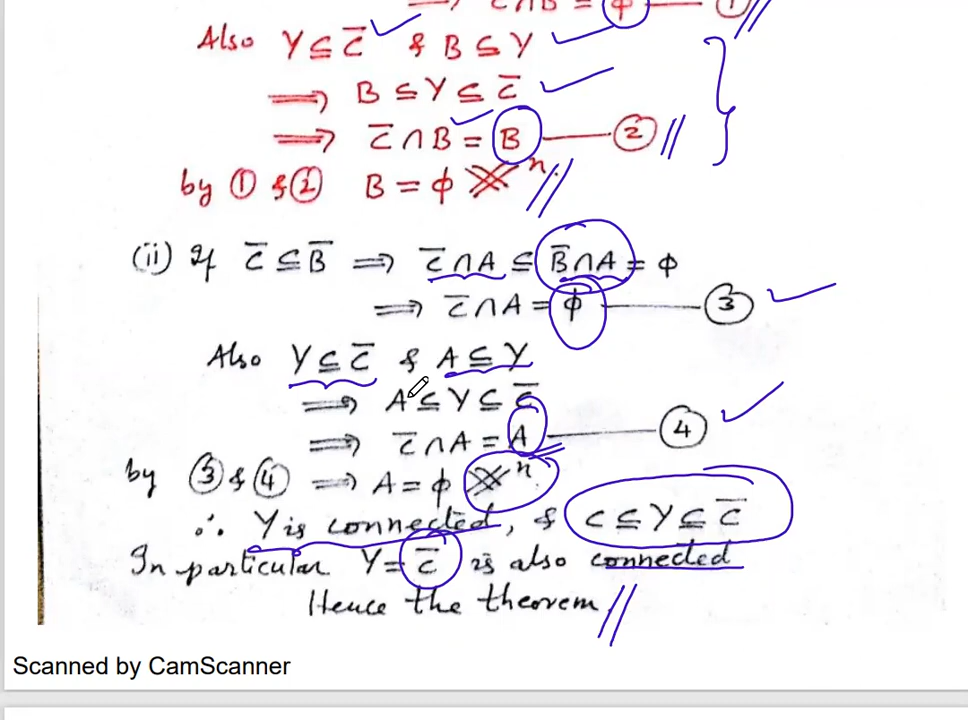 ⟹ C̅∩B = ϕ — ①
Also Y⊆C̅ & B⊆Y
⟹ B⊆Y⊆C̅
⟹ C̅∩B = B — ②
by ① & ② B = ϕ ※ⁿ.
(ii) If C̅⊆B̅ ⟹ C̅∩A ⊆ B̅∩A = ϕ
⟹ C̅∩A = ϕ — ③
Also Y⊆C̅ & A⊆Y
⟹ A⊆Y⊆C̅
⟹ C̅∩A = A — ④
by ③ & ④ ⟹ A = ϕ ※ⁿ.
∴ Y is connected, & C⊆Y⊆C̅
In particular Y = C̅ is also connected
Hence the theorem //
Scanned by CamScanner